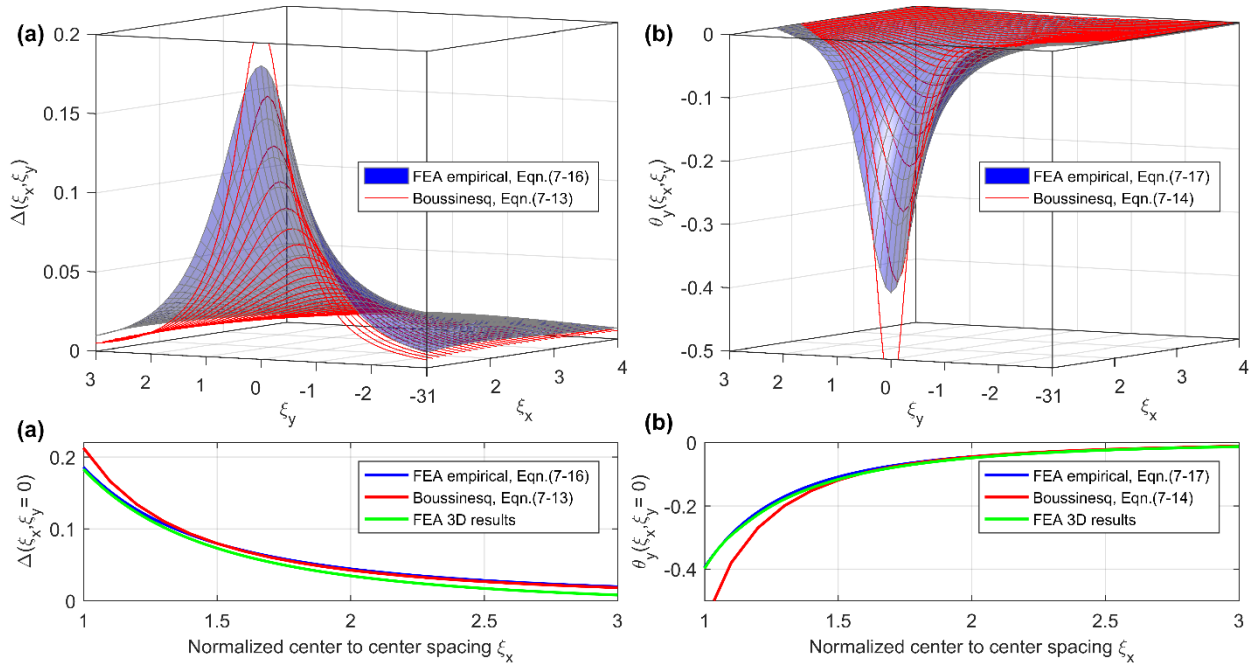 (a)
0.2
0.15
0.1
0.05
0
Δ(ξx,ξy)
FEA empirical, Eqn.(7-16)
Boussinesq, Eqn.(7-13)
3 2 1 0 -1 -2 -31 2 3 4
ξy ξx
(b)
0
-0.1
-0.2
-0.3
-0.4
-0.5
θy(ξx,ξy)
FEA empirical, Eqn.(7-17)
Boussinesq, Eqn.(7-14)
3 2 1 0 -1 -2 -31 2 3 4
ξy ξx
(a)
0.2
0.1
0
Δ(ξx,ξy = 0)
FEA empirical, Eqn.(7-16)
Boussinesq, Eqn.(7-13)
FEA 3D results
1 1.5 2 2.5 3
Normalized center to center spacing ξx
(b)
0
-0.2
-0.4
θy(ξx,ξy = 0)
FEA empirical, Eqn.(7-17)
Boussinesq, Eqn.(7-14)
FEA 3D results
1 1.5 2 2.5 3
Normalized center to center spacing ξx